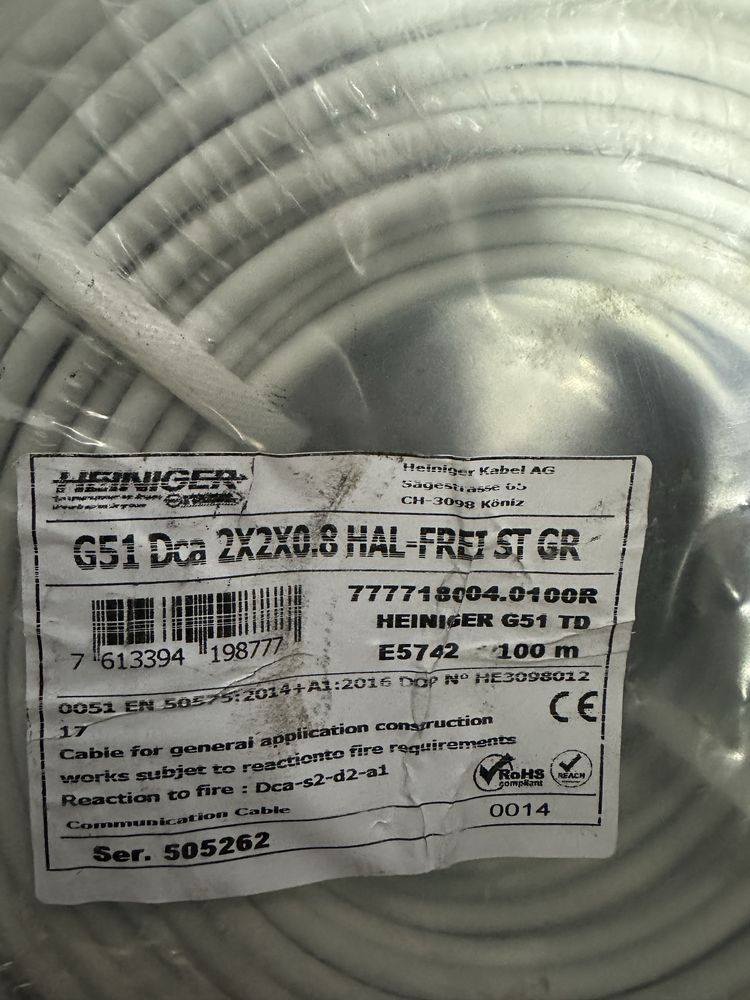 HEINIGER
Heiniger Kabel AG
Sägestrasse 65
CH-3098 Köniz
G51 Dca 2X2X0.8 HAL-FREI ST GR
777718004.0100R
HEINIGER G51 TD
7 613394 198777
E5742 100 m
0051 EN 50575:2014+A1:2016 DOP Nº HE3098012
17
CE
Cable for general application construction
works subjet to reactionto fire requirements
Reaction to fire : Dca-s2-d2-a1
RoHS
compliant
REACH
Communication Cable
0014
Ser. 505262